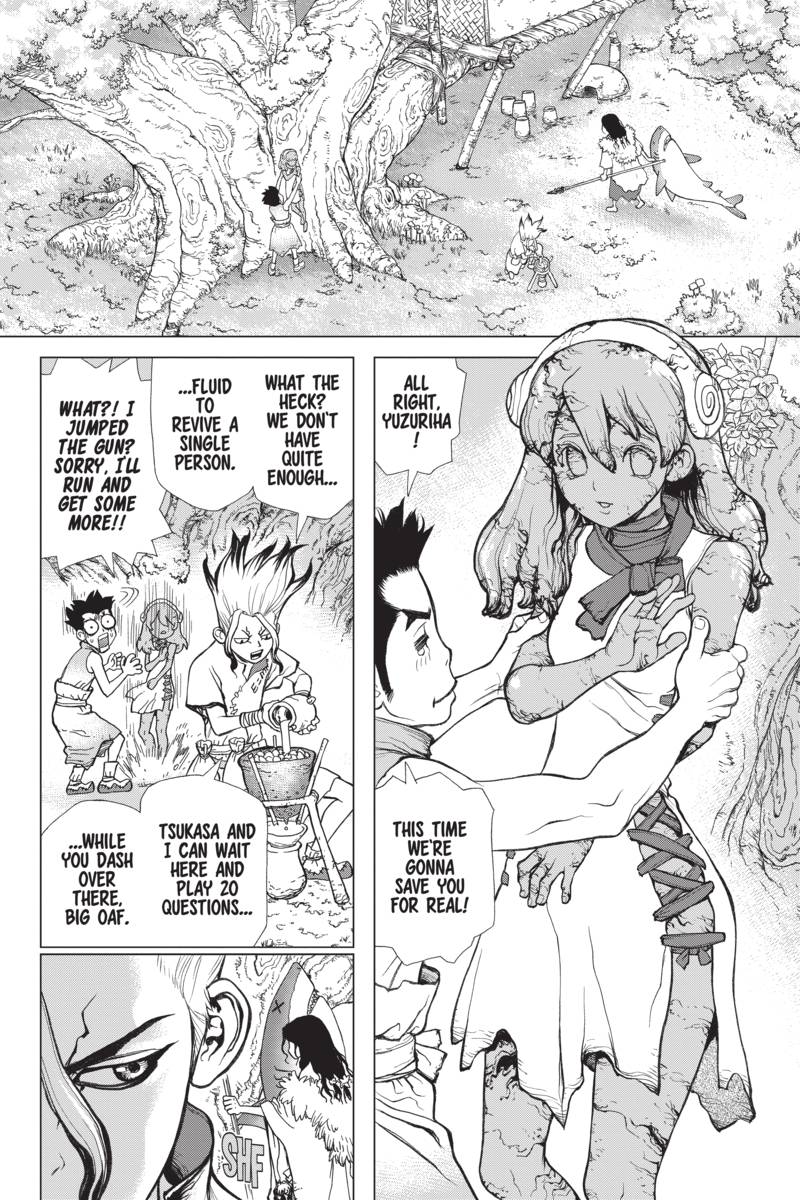 ALL
RIGHT,
YUZURIHA
!
THIS TIME
WE'RE
GONNA
SAVE YOU
FOR REAL!
WHAT THE
HECK?
WE DON'T
HAVE
QUITE
ENOUGH...
...FLUID
TO
REVIVE A
SINGLE
PERSON.
WHAT?! I
JUMPED
THE GUN?
SORRY, I'LL
RUN AND
GET SOME
MORE!!
TSUKASA AND
I CAN WAIT
HERE AND
PLAY 20
QUESTIONS...
...WHILE
YOU DASH
OVER
THERE,
BIG OAF.
SHF